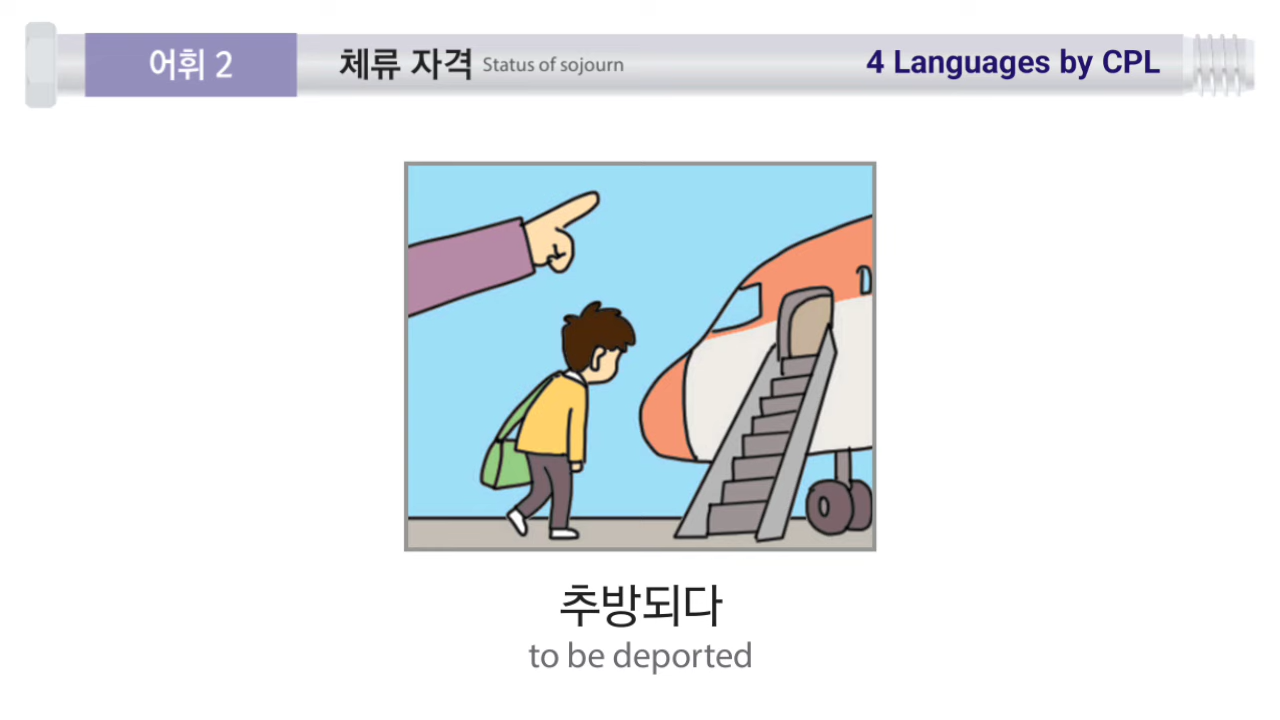 어휘 2
체류 자격 Status of sojourn
4 Languages by CPL
추방되다
to be deported